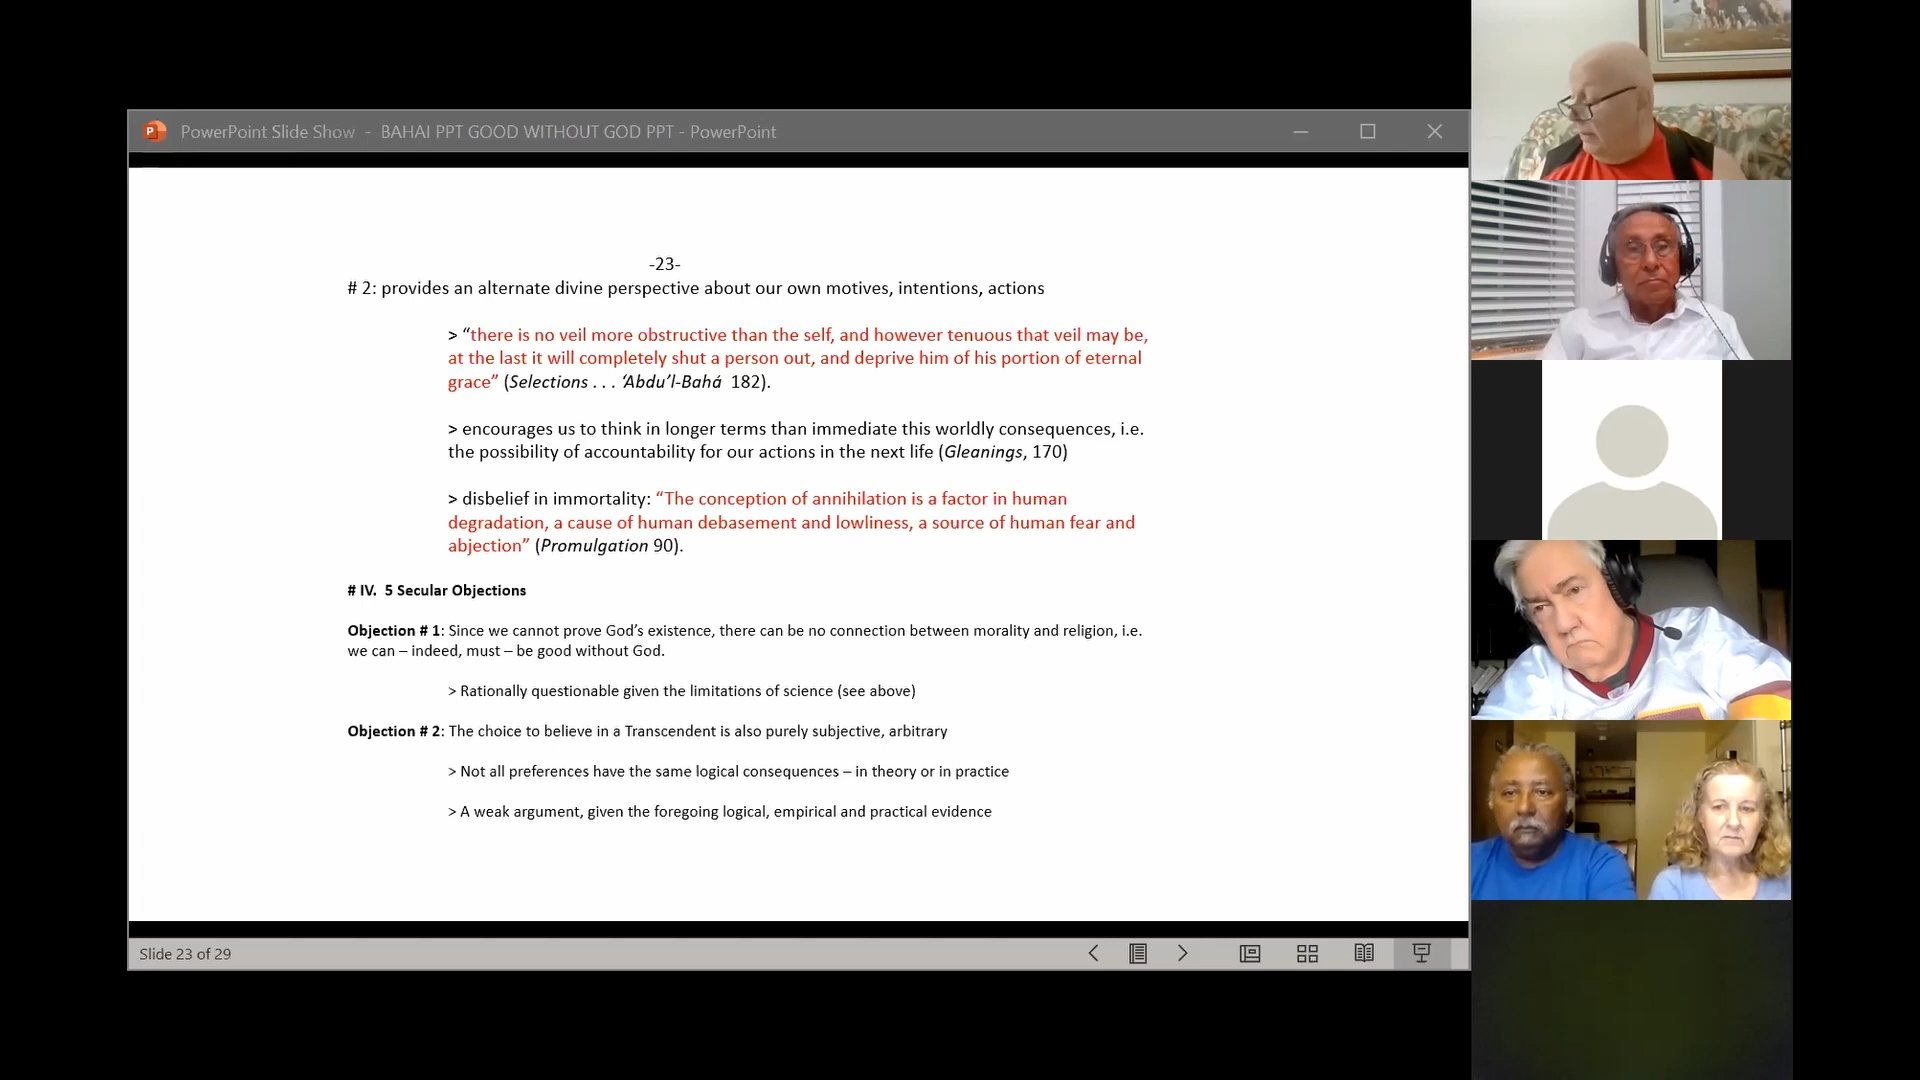 P
PowerPoint Slide Show - BAHAI PPT GOOD WITHOUT GOD PPT - PowerPoint
-23-
# 2: provides an alternate divine perspective about our own motives, intentions, actions
> “there is no veil more obstructive than the self, and however tenuous that veil may be,
at the last it will completely shut a person out, and deprive him of his portion of eternal
grace” (Selections . . . ‘Abdu’l-Bahá 182).
> encourages us to think in longer terms than immediate this worldly consequences, i.e.
the possibility of accountability for our actions in the next life (Gleanings, 170)
> disbelief in immortality: “The conception of annihilation is a factor in human
degradation, a cause of human debasement and lowliness, a source of human fear and
abjection” (Promulgation 90).
# IV. 5 Secular Objections
Objection # 1: Since we cannot prove God’s existence, there can be no connection between morality and religion, i.e.
we can – indeed, must – be good without God.
> Rationally questionable given the limitations of science (see above)
Objection # 2: The choice to believe in a Transcendent is also purely subjective, arbitrary
> Not all preferences have the same logical consequences – in theory or in practice
> A weak argument, given the foregoing logical, empirical and practical evidence
Slide 23 of 29